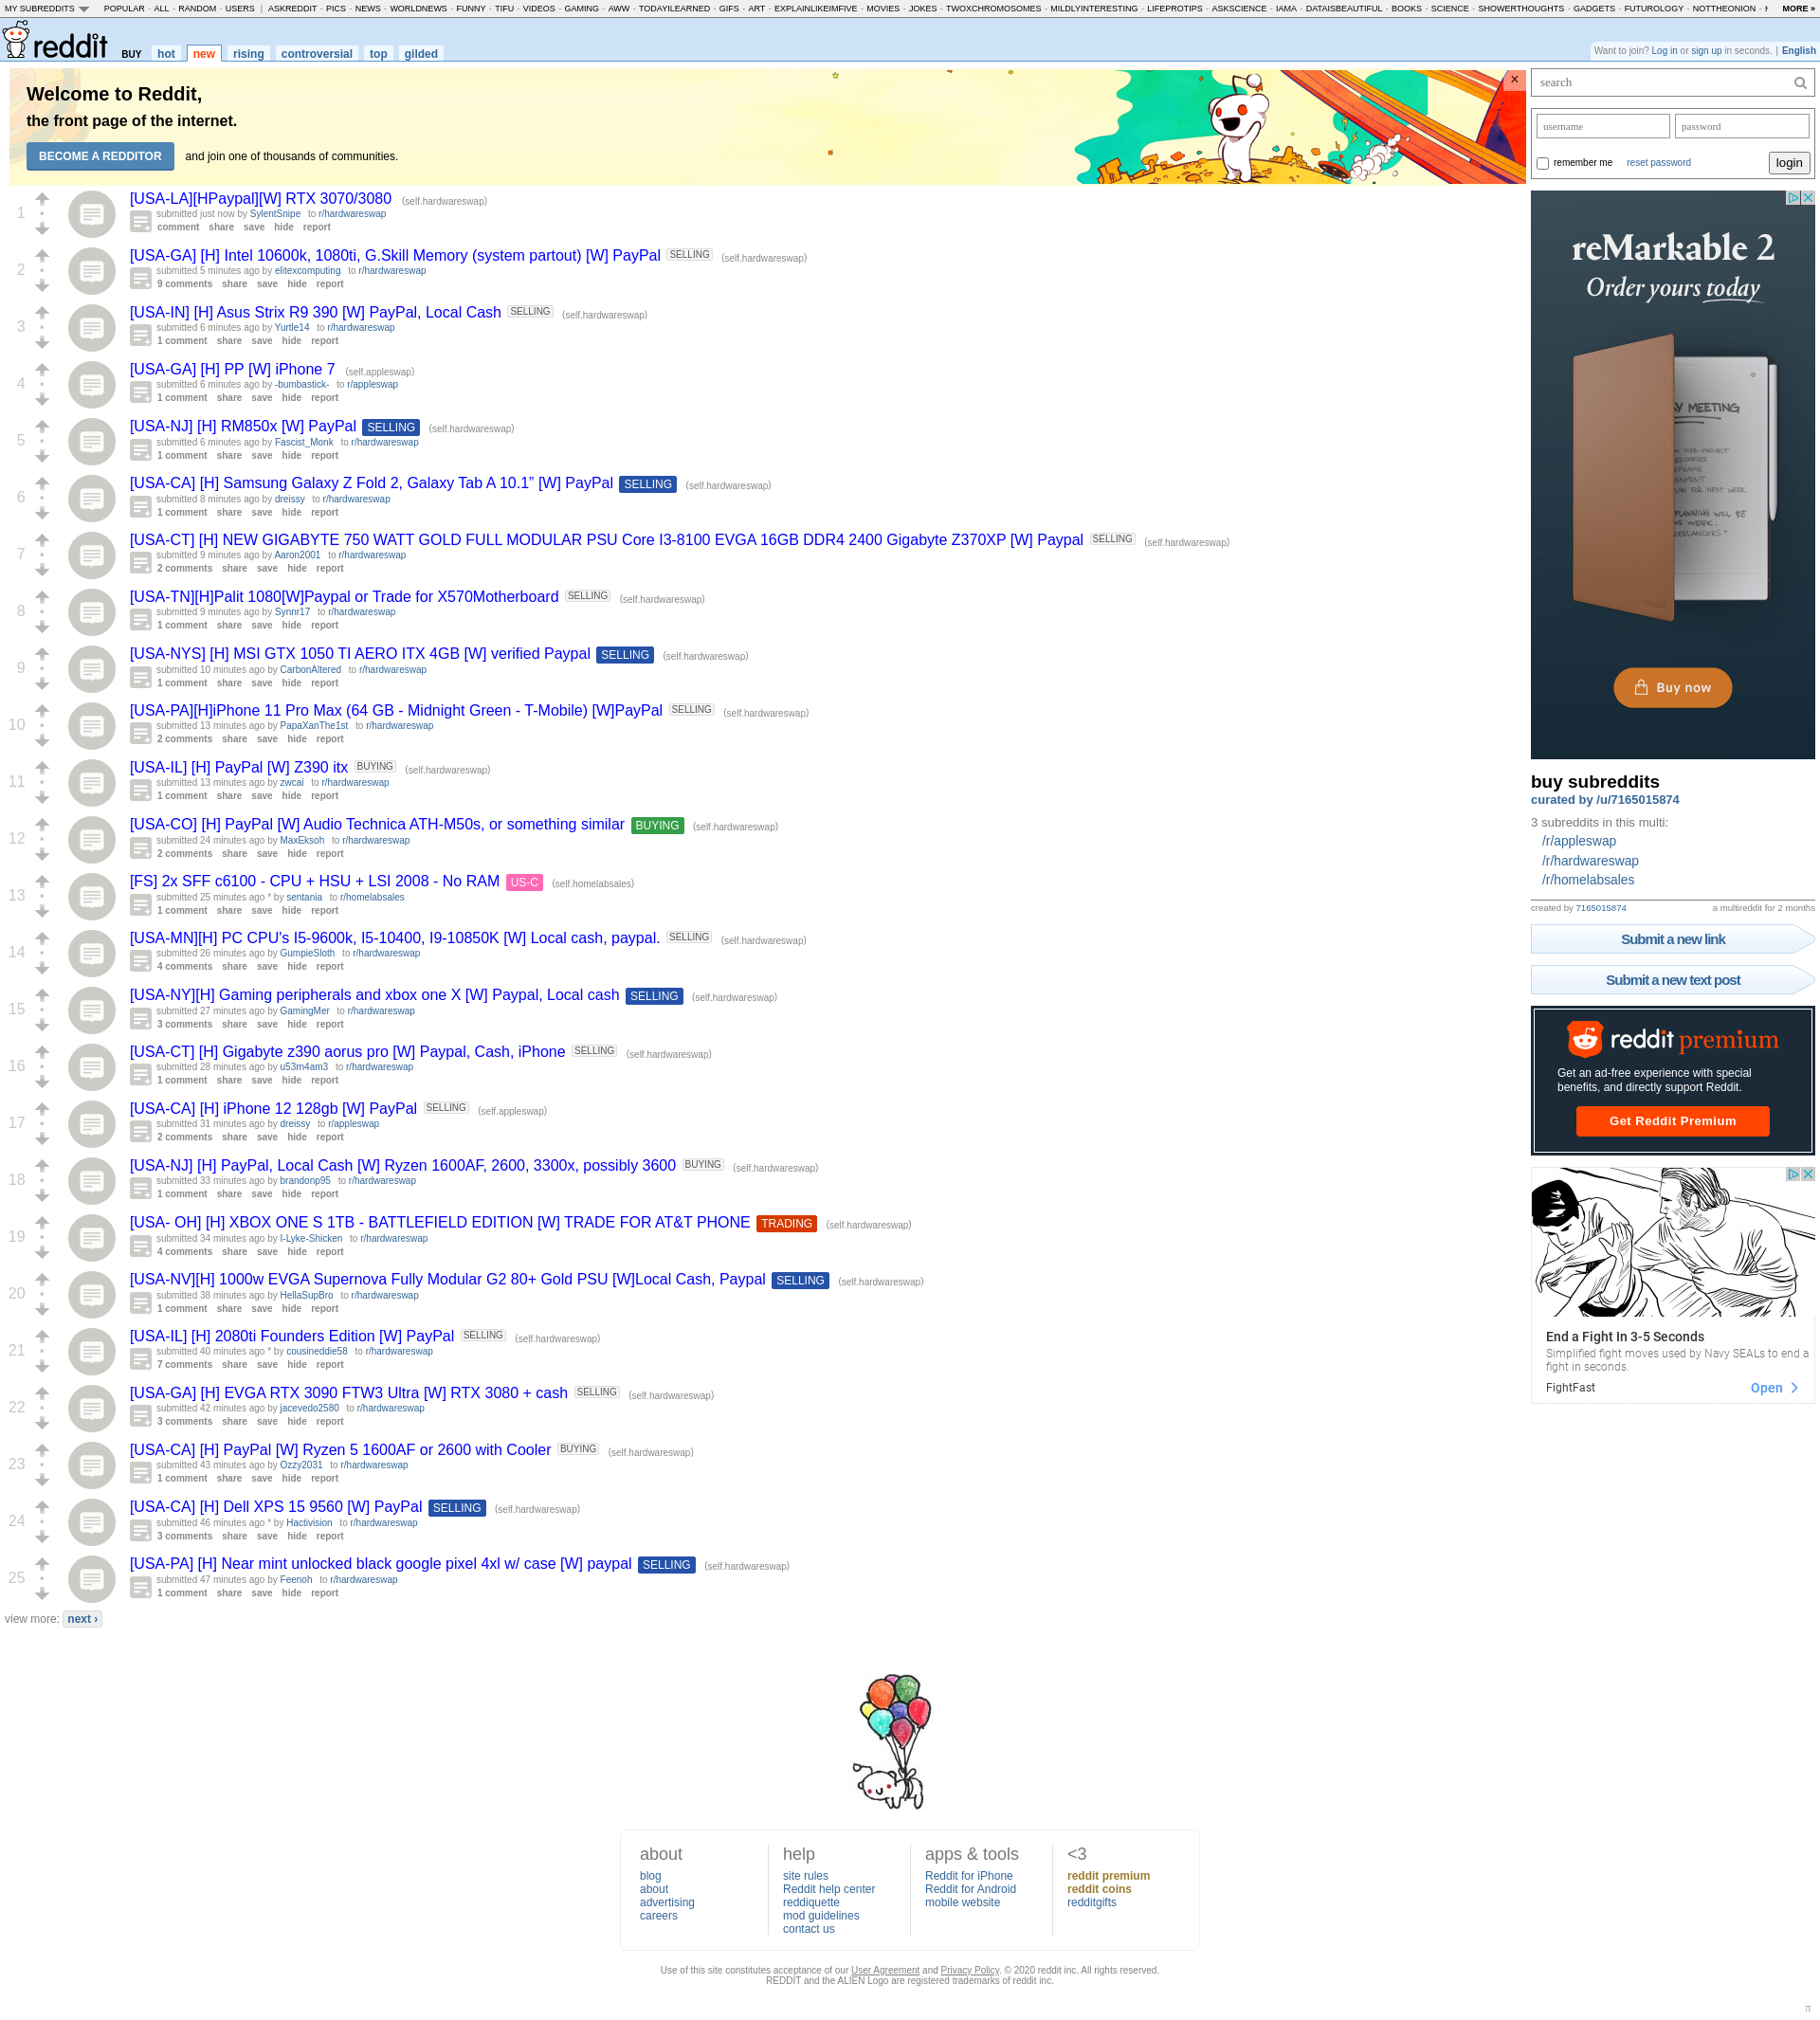 MY SUBREDDITS POPULAR - ALL - RANDOM - USERS | ASKREDDIT - PICS - NEWS - WORLDNEWS - FUNNY - TIFU - VIDEOS - GAMING - AWW - TODAYILEARNED - GIFS - ART - EXPLAINLIKEIMFIVE - MOVIES - JOKES - TWOXCHROMOSOMES - MILDLYINTERESTING - LIFEPROTIPS - ASKSCIENCE - IAMA - DATAISBEAUTIFUL - BOOKS - SCIENCE - SHOWERTHOUGHTS - GADGETS - FUTUROLOGY - NOTTHEONION - MORE »
reddit BUY hot new rising controversial top gilded
Want to join? Log in or sign up in seconds. | English
Welcome to Reddit,
the front page of the internet.
BECOME A REDDITOR and join one of thousands of communities.
×
1
[USA-LA][HPaypal][W] RTX 3070/3080 (self.hardwareswap)
submitted just now by SylentSnipe to r/hardwareswap
comment share save hide report
2
[USA-GA] [H] Intel 10600k, 1080ti, G.Skill Memory (system partout) [W] PayPal SELLING (self.hardwareswap)
submitted 5 minutes ago by elitexcomputing to r/hardwareswap
9 comments share save hide report
3
[USA-IN] [H] Asus Strix R9 390 [W] PayPal, Local Cash SELLING (self.hardwareswap)
submitted 6 minutes ago by Yurtle14 to r/hardwareswap
1 comment share save hide report
4
[USA-GA] [H] PP [W] iPhone 7 (self.appleswap)
submitted 6 minutes ago by -bumbastick- to r/appleswap
1 comment share save hide report
5
[USA-NJ] [H] RM850x [W] PayPal SELLING (self.hardwareswap)
submitted 6 minutes ago by Fascist_Monk to r/hardwareswap
1 comment share save hide report
6
[USA-CA] [H] Samsung Galaxy Z Fold 2, Galaxy Tab A 10.1” [W] PayPal SELLING (self.hardwareswap)
submitted 8 minutes ago by dreissy to r/hardwareswap
1 comment share save hide report
7
[USA-CT] [H] NEW GIGABYTE 750 WATT GOLD FULL MODULAR PSU Core I3-8100 EVGA 16GB DDR4 2400 Gigabyte Z370XP [W] Paypal SELLING (self.hardwareswap)
submitted 9 minutes ago by Aaron2001 to r/hardwareswap
2 comments share save hide report
8
[USA-TN][H]Palit 1080[W]Paypal or Trade for X570Motherboard SELLING (self.hardwareswap)
submitted 9 minutes ago by Synnr17 to r/hardwareswap
1 comment share save hide report
9
[USA-NYS] [H] MSI GTX 1050 TI AERO ITX 4GB [W] verified Paypal SELLING (self.hardwareswap)
submitted 10 minutes ago by CarbonAltered to r/hardwareswap
1 comment share save hide report
10
[USA-PA][H]iPhone 11 Pro Max (64 GB - Midnight Green - T-Mobile) [W]PayPal SELLING (self.hardwareswap)
submitted 13 minutes ago by PapaXanThe1st to r/hardwareswap
2 comments share save hide report
11
[USA-IL] [H] PayPal [W] Z390 itx BUYING (self.hardwareswap)
submitted 13 minutes ago by zwcai to r/hardwareswap
1 comment share save hide report
12
[USA-CO] [H] PayPal [W] Audio Technica ATH-M50s, or something similar BUYING (self.hardwareswap)
submitted 24 minutes ago by MaxEksoh to r/hardwareswap
2 comments share save hide report
13
[FS] 2x SFF c6100 - CPU + HSU + LSI 2008 - No RAM US-C (self.homelabsales)
submitted 25 minutes ago * by sentania to r/homelabsales
1 comment share save hide report
14
[USA-MN][H] PC CPU's I5-9600k, I5-10400, I9-10850K [W] Local cash, paypal. SELLING (self.hardwareswap)
submitted 26 minutes ago by GumpieSloth to r/hardwareswap
4 comments share save hide report
15
[USA-NY][H] Gaming peripherals and xbox one X [W] Paypal, Local cash SELLING (self.hardwareswap)
submitted 27 minutes ago by GamingMer to r/hardwareswap
3 comments share save hide report
16
[USA-CT] [H] Gigabyte z390 aorus pro [W] Paypal, Cash, iPhone SELLING (self.hardwareswap)
submitted 28 minutes ago by u53rn4am3 to r/hardwareswap
1 comment share save hide report
17
[USA-CA] [H] iPhone 12 128gb [W] PayPal SELLING (self.appleswap)
submitted 31 minutes ago by dreissy to r/appleswap
2 comments share save hide report
18
[USA-NJ] [H] PayPal, Local Cash [W] Ryzen 1600AF, 2600, 3300x, possibly 3600 BUYING (self.hardwareswap)
submitted 33 minutes ago by brandonp95 to r/hardwareswap
1 comment share save hide report
19
[USA- OH] [H] XBOX ONE S 1TB - BATTLEFIELD EDITION [W] TRADE FOR AT&T PHONE TRADING (self.hardwareswap)
submitted 34 minutes ago by I-Lyke-Shicken to r/hardwareswap
4 comments share save hide report
20
[USA-NV][H] 1000w EVGA Supernova Fully Modular G2 80+ Gold PSU [W]Local Cash, Paypal SELLING (self.hardwareswap)
submitted 38 minutes ago by HellaSupBro to r/hardwareswap
1 comment share save hide report
21
[USA-IL] [H] 2080ti Founders Edition [W] PayPal SELLING (self.hardwareswap)
submitted 40 minutes ago * by cousineddie58 to r/hardwareswap
7 comments share save hide report
22
[USA-GA] [H] EVGA RTX 3090 FTW3 Ultra [W] RTX 3080 + cash SELLING (self.hardwareswap)
submitted 42 minutes ago by jacevedo2580 to r/hardwareswap
3 comments share save hide report
23
[USA-CA] [H] PayPal [W] Ryzen 5 1600AF or 2600 with Cooler BUYING (self.hardwareswap)
submitted 43 minutes ago by Ozzy2031 to r/hardwareswap
1 comment share save hide report
24
[USA-CA] [H] Dell XPS 15 9560 [W] PayPal SELLING (self.hardwareswap)
submitted 46 minutes ago * by Hactivision to r/hardwareswap
3 comments share save hide report
25
[USA-PA] [H] Near mint unlocked black google pixel 4xl w/ case [W] paypal SELLING (self.hardwareswap)
submitted 47 minutes ago by Feenoh to r/hardwareswap
1 comment share save hide report
view more: next ›
search
username password
remember me reset password login
reMarkable 2
Order yours today
MEETING
Buy now
buy subreddits
curated by /u/7165015874
3 subreddits in this multi:
/r/appleswap
/r/hardwareswap
/r/homelabsales
created by 7165015874 a multireddit for 2 months
Submit a new link
Submit a new text post
reddit premium
Get an ad-free experience with special
benefits, and directly support Reddit.
Get Reddit Premium
End a Fight In 3-5 Seconds
Simplified fight moves used by Navy SEALs to end a
fight in seconds.
FightFast Open
about
blog
about
advertising
careers
help
site rules
Reddit help center
reddiquette
mod guidelines
contact us
apps & tools
Reddit for iPhone
Reddit for Android
mobile website
<3
reddit premium
reddit coins
redditgifts
Use of this site constitutes acceptance of our User Agreement and Privacy Policy. © 2020 reddit inc. All rights reserved.
REDDIT and the ALIEN Logo are registered trademarks of reddit inc.
π